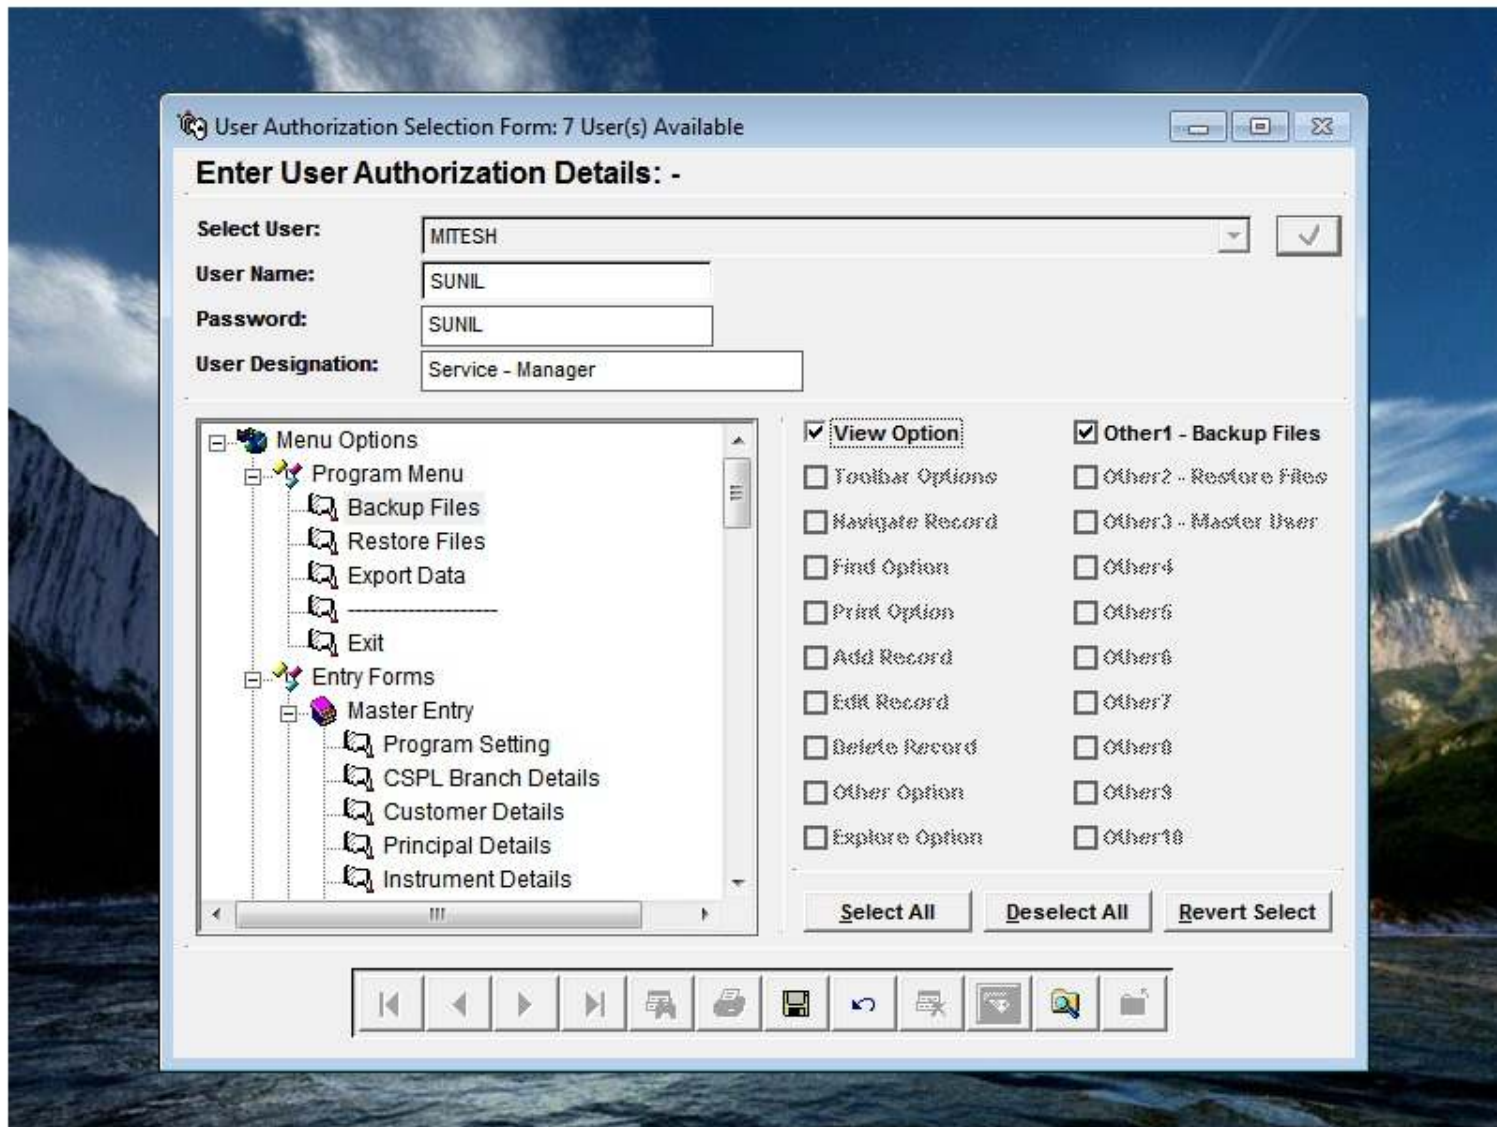 User Authorization Selection Form: 7 User(s) Available
Enter User Authorization Details: -
Select User: MITESH
User Name: SUNIL
Password: SUNIL
User Designation: Service - Manager
Menu Options
Program Menu
Backup Files
Restore Files
Export Data
--------------------
Exit
Entry Forms
Master Entry
Program Setting
CSPL Branch Details
Customer Details
Principal Details
Instrument Details
View Option Other1 - Backup Files
Toolbar Options Other2 - Restore Files
Navigate Record Other3 - Master User
Find Option Other4
Print Option Other5
Add Record Other6
Edit Record Other7
Delete Record Other8
Other Option Other9
Explore Option Other10
Select All Deselect All Revert Select